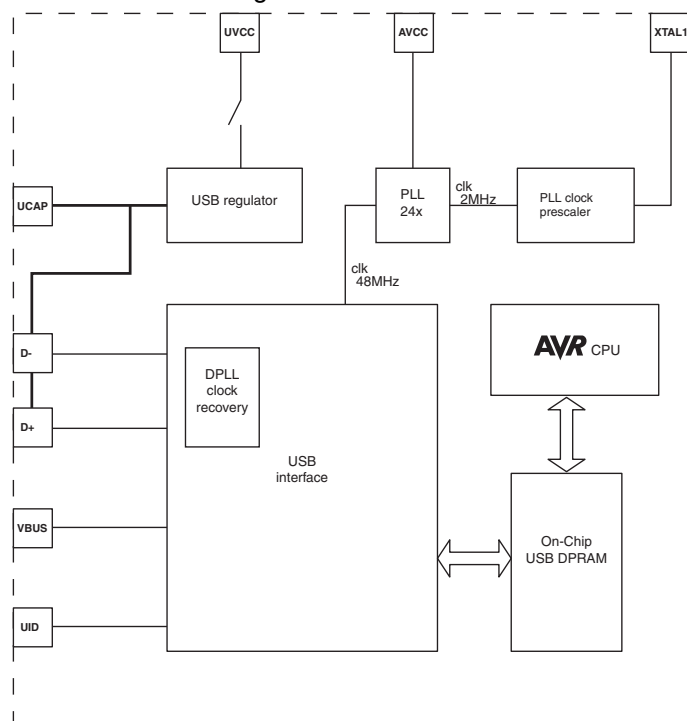 UVCC
AVCC
XTAL1
UCAP
USB regulator
PLL
24x
clk
2MHz
PLL clock
prescaler
clk
48MHz
D-
D+
DPLL
clock
recovery
AVR CPU
USB
interface
VBUS
On-Chip
USB DPRAM
UID